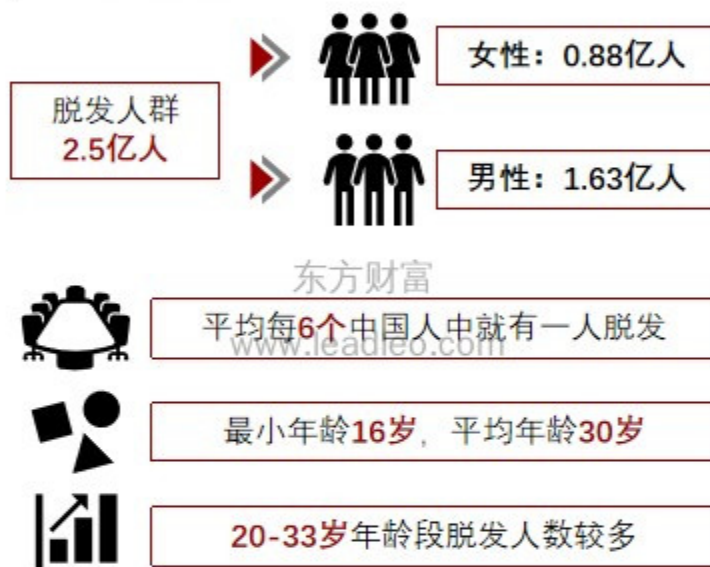 脱发人群
2.5亿人
女性：0.88亿人
男性：1.63亿人
东方财富
平均每6个中国人中就有一人脱发
www.leadleo.com
最小年龄16岁，平均年龄30岁
20-33岁年龄段脱发人数较多